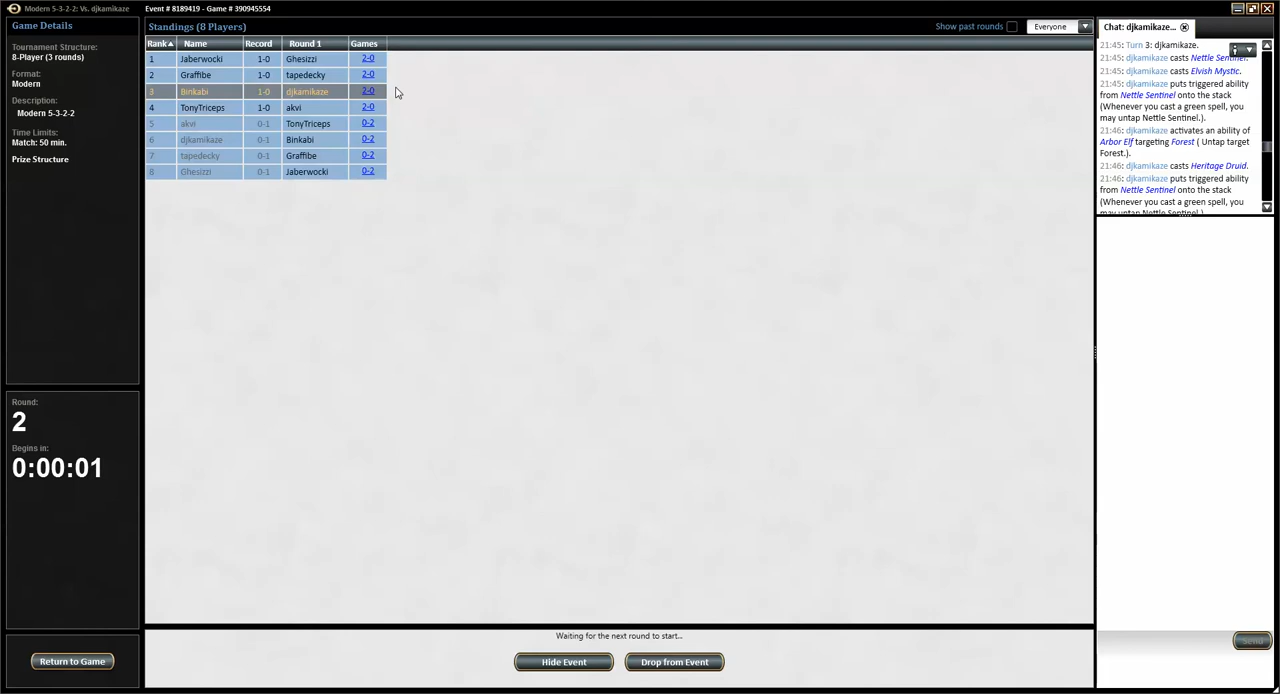 Modern 5-3-2-2: Vs. djkamikaze
Event # 8189419 - Game # 390945554
Game Details
Tournament Structure:
8-Player (3 rounds)
Format:
Modern
Description:
Modern 5-3-2-2
Time Limits:
Match: 50 min.
Prize Structure
Round:
2
Begins in:
0:00:01
Return to Game
Standings (8 Players)
Show past rounds
Everyone
Rank Name Record Round 1 Games
1 Jaberwocki 1-0 Ghesizzi 2-0
2 Graffibe 1-0 tapedecky 2-0
3 Binkabi 1-0 djkamikaze 2-0
4 TonyTriceps 1-0 akvi 2-0
5 akvi 0-1 TonyTriceps 0-2
6 djkamikaze 0-1 Binkabi 0-2
7 tapedecky 0-1 Graffibe 0-2
8 Ghesizzi 0-1 Jaberwocki 0-2
Waiting for the next round to start...
Hide Event
Drop from Event
Chat: djkamikaze...
21:45: Turn 3: djkamikaze.
21:45: djkamikaze casts Nettle Sentinel.
21:45: djkamikaze casts Elvish Mystic.
21:45: djkamikaze puts triggered ability
from Nettle Sentinel onto the stack
(Whenever you cast a green spell, you
may untap Nettle Sentinel.).
21:46: djkamikaze activates an ability of
Arbor Elf targeting Forest ( Untap target
Forest.).
21:46: djkamikaze casts Heritage Druid.
21:46: djkamikaze puts triggered ability
from Nettle Sentinel onto the stack
(Whenever you cast a green spell, you
may untap Nettle Sentinel.)
Send